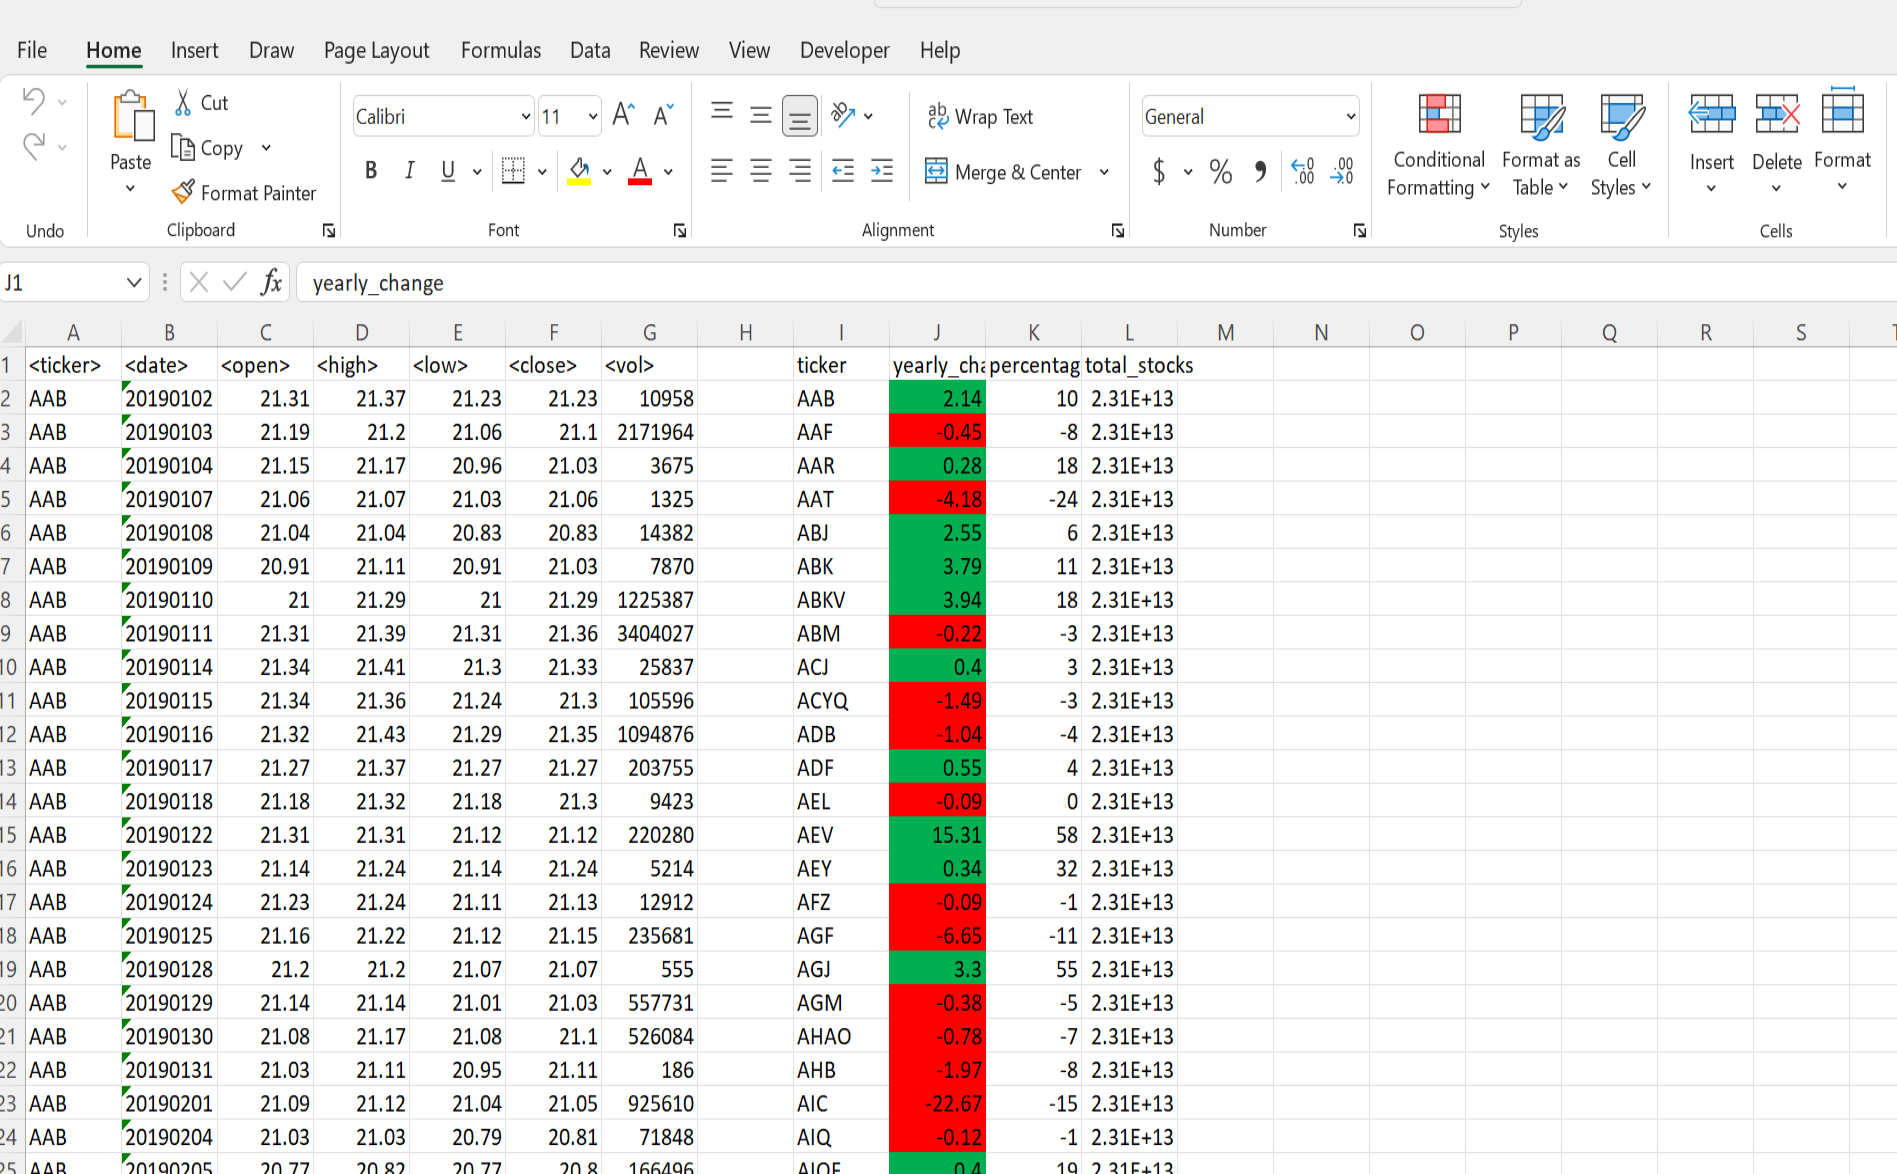 File Home Insert Draw Page Layout Formulas Data Review View Developer Help
Cut
Copy
Format Painter
Paste
Undo
Clipboard
Calibri 11
B I U A
Font
Wrap Text
Merge & Center
Alignment
General
$ % , .00 .00
Number
Conditional Formatting
Format as Table
Cell Styles
Styles
Insert Delete Format
Cells
J1 fx yearly_change
A B C D E F G H I J K L M N O P Q R S
1 <ticker> <date> <open> <high> <low> <close> <vol> ticker yearly_cha percentag total_stocks
2 AAB 20190102 21.31 21.37 21.23 21.23 10958 AAB 2.14 10 2.31E+13
3 AAB 20190103 21.19 21.2 21.06 21.1 2171964 AAF -0.45 -8 2.31E+13
4 AAB 20190104 21.15 21.17 20.96 21.03 3675 AAR 0.28 18 2.31E+13
5 AAB 20190107 21.06 21.07 21.03 21.06 1325 AAT -4.18 -24 2.31E+13
6 AAB 20190108 21.04 21.04 20.83 20.83 14382 ABJ 2.55 6 2.31E+13
7 AAB 20190109 20.91 21.11 20.91 21.03 7870 ABK 3.79 11 2.31E+13
8 AAB 20190110 21 21.29 21 21.29 1225387 ABKV 3.94 18 2.31E+13
9 AAB 20190111 21.31 21.39 21.31 21.36 3404027 ABM -0.22 -3 2.31E+13
10 AAB 20190114 21.34 21.41 21.3 21.33 25837 ACJ 0.4 3 2.31E+13
11 AAB 20190115 21.34 21.36 21.24 21.3 105596 ACYQ -1.49 -3 2.31E+13
12 AAB 20190116 21.32 21.43 21.29 21.35 1094876 ADB -1.04 -4 2.31E+13
13 AAB 20190117 21.27 21.37 21.27 21.27 203755 ADF 0.55 4 2.31E+13
14 AAB 20190118 21.18 21.32 21.18 21.3 9423 AEL -0.09 0 2.31E+13
15 AAB 20190122 21.31 21.31 21.12 21.12 220280 AEV 15.31 58 2.31E+13
16 AAB 20190123 21.14 21.24 21.14 21.24 5214 AEY 0.34 32 2.31E+13
17 AAB 20190124 21.23 21.24 21.11 21.13 12912 AFZ -0.09 -1 2.31E+13
18 AAB 20190125 21.16 21.22 21.12 21.15 235681 AGF -6.65 -11 2.31E+13
19 AAB 20190128 21.2 21.2 21.07 21.07 555 AGJ 3.3 55 2.31E+13
20 AAB 20190129 21.14 21.14 21.01 21.03 557731 AGM -0.38 -5 2.31E+13
21 AAB 20190130 21.08 21.17 21.08 21.1 526084 AHAO -0.78 -7 2.31E+13
22 AAB 20190131 21.03 21.11 20.95 21.11 186 AHB -1.97 -8 2.31E+13
23 AAB 20190201 21.09 21.12 21.04 21.05 925610 AIC -22.67 -15 2.31E+13
24 AAB 20190204 21.03 21.03 20.79 20.81 71848 AIQ -0.12 -1 2.31E+13
25 AAB 20190205 20.77 20.82 20.77 20.8 166496 0.4 19 2.31E+13